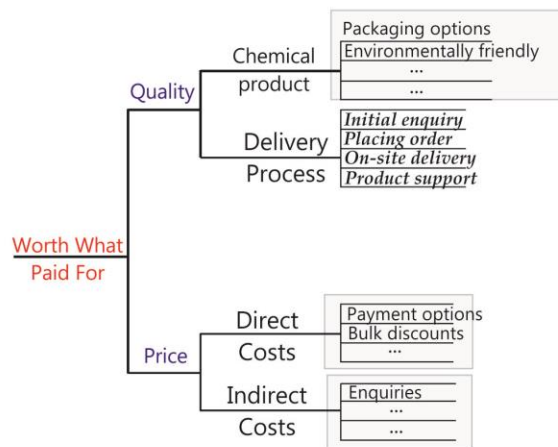 Packaging options
Environmentally friendly
...
...
Chemical
product
Quality
Initial enquiry
Placing order
On-site delivery
Product support
Delivery
Process
Worth What
Paid For
Payment options
Bulk discounts
...
Direct
Costs
Price
Enquiries
...
...
Indirect
Costs